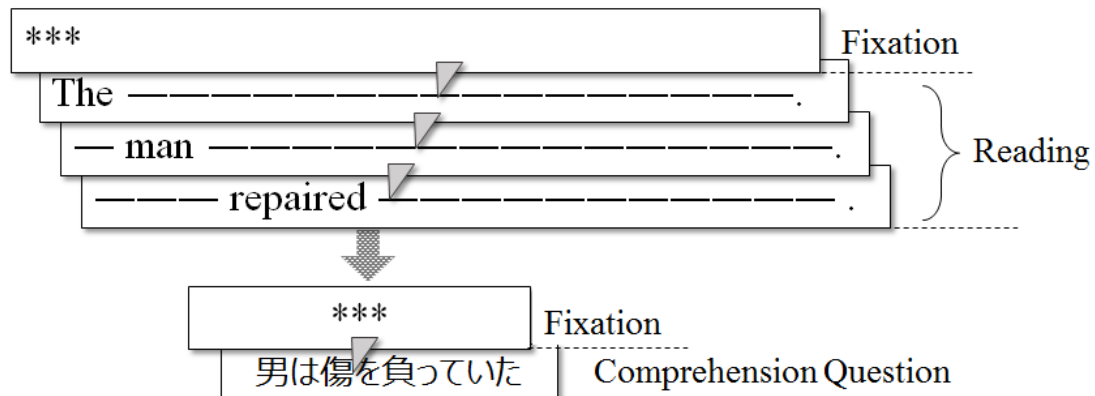 ***
Fixation
The ————————————————.
— man ———————————————.
Reading
——— repaired ——————————— .
***
Fixation
男は傷を負っていた
Comprehension Question